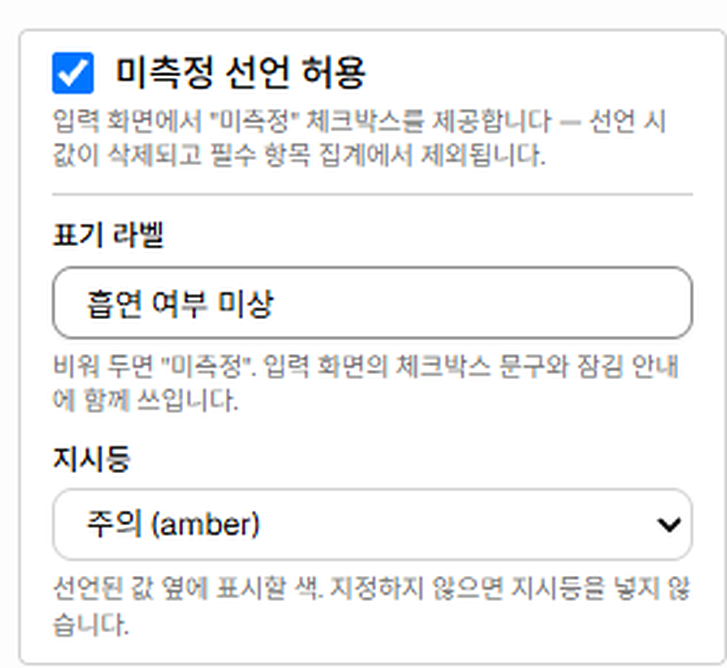 미측정 선언 허용
입력 화면에서 "미측정" 체크박스를 제공합니다 — 선언 시
값이 삭제되고 필수 항목 집계에서 제외됩니다.
표기 라벨
흡연 여부 미상
비워 두면 "미측정". 입력 화면의 체크박스 문구와 잠김 안내
에 함께 쓰입니다.
지시등
주의 (amber)
선언된 값 옆에 표시할 색. 지정하지 않으면 지시등을 넣지 않
습니다.